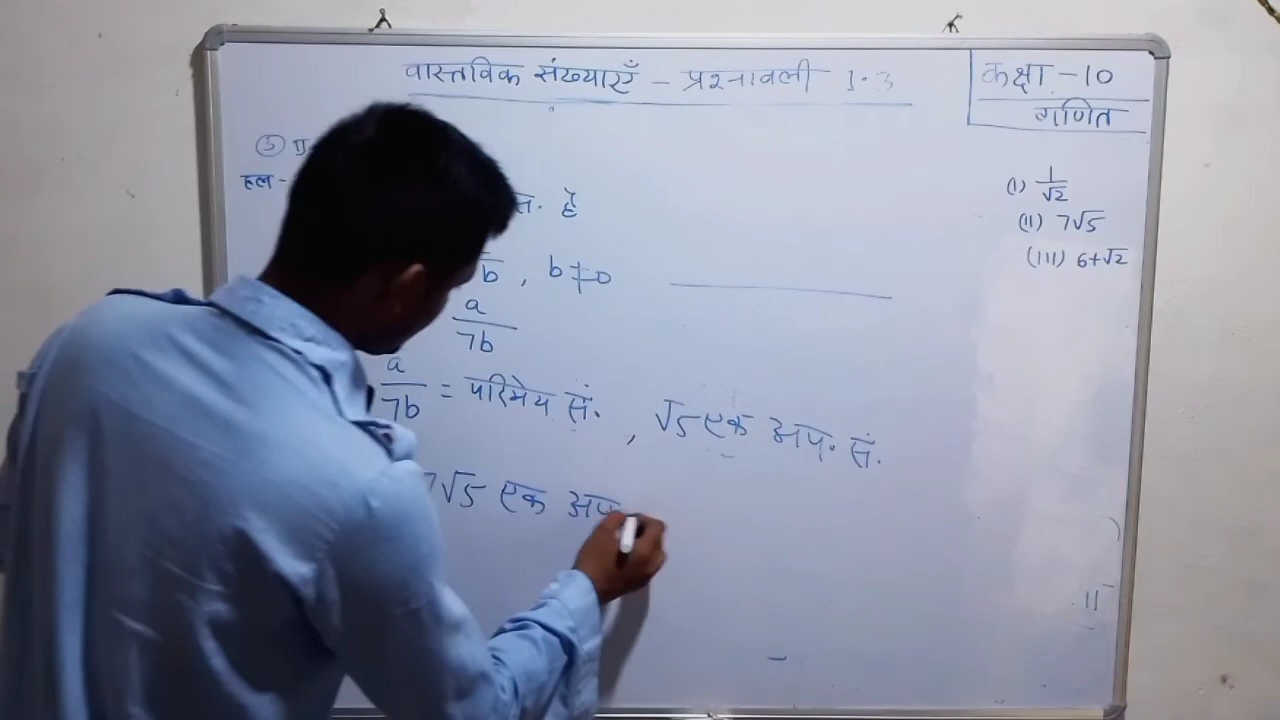 वास्तविक संख्याएँ - प्रश्नावली 1.3
कक्षा - 10
गणित
(I) 1/√2
(II) 7√5
(III) 6+√2
⑤
हल -
स. है
b, b≠0
a/7b
a/7b = परिमेय सं. , √5 एक अप. सं.
7√5 एक अप